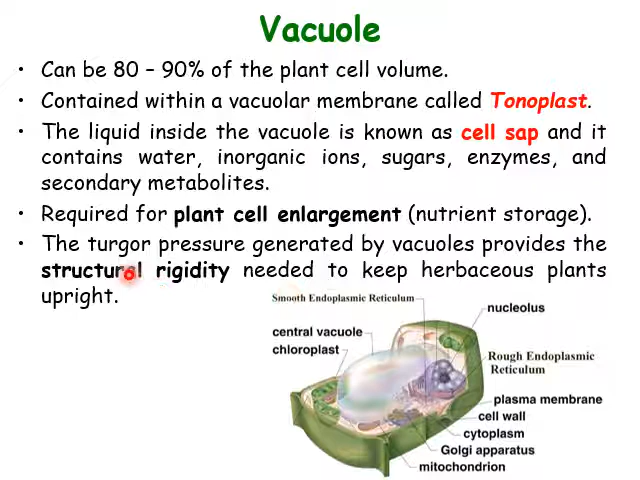 Vacuole
• Can be 80 – 90% of the plant cell volume.
• Contained within a vacuolar membrane called Tonoplast.
• The liquid inside the vacuole is known as cell sap and it
contains water, inorganic ions, sugars, enzymes, and
secondary metabolites.
• Required for plant cell enlargement (nutrient storage).
• The turgor pressure generated by vacuoles provides the
structural rigidity needed to keep herbaceous plants
upright.
Smooth Endoplasmic Reticulum
nucleolus
central vacuole
chloroplast
Rough Endoplasmic
Reticulum
plasma membrane
cell wall
cytoplasm
Golgi apparatus
mitochondrion